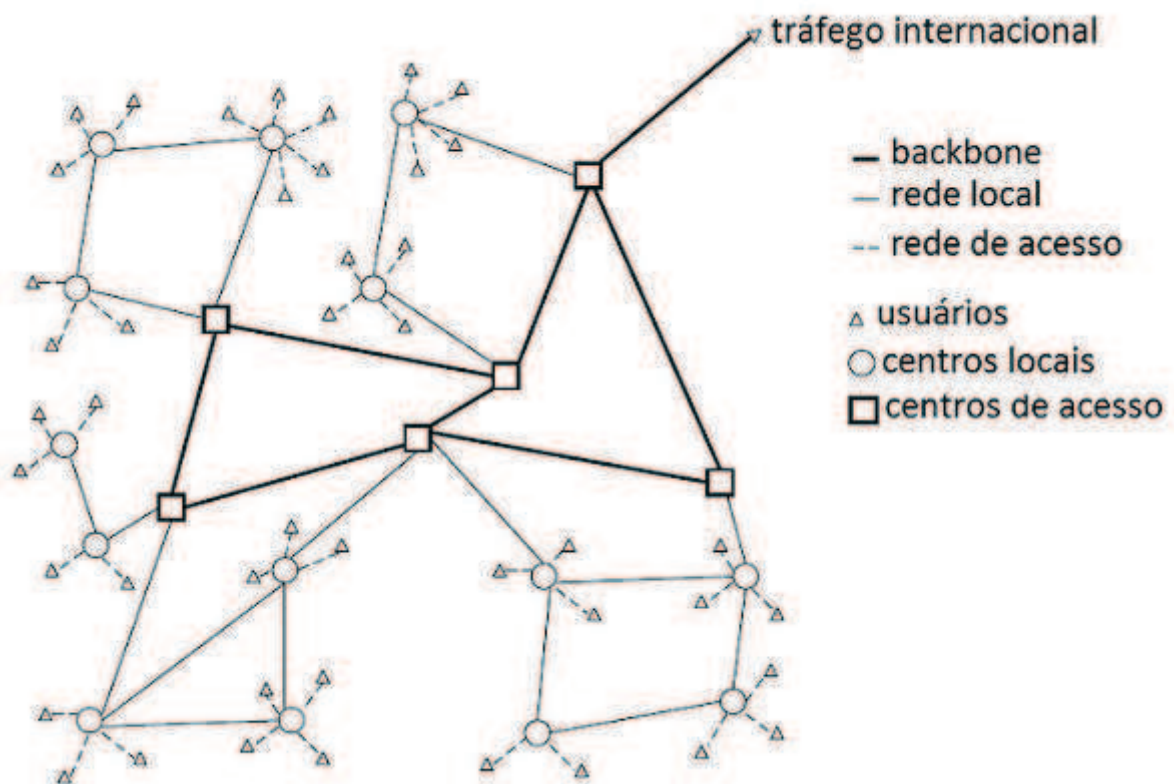 tráfego internacional
backbone
rede local
rede de acesso
usuários
centros locais
centros de acesso